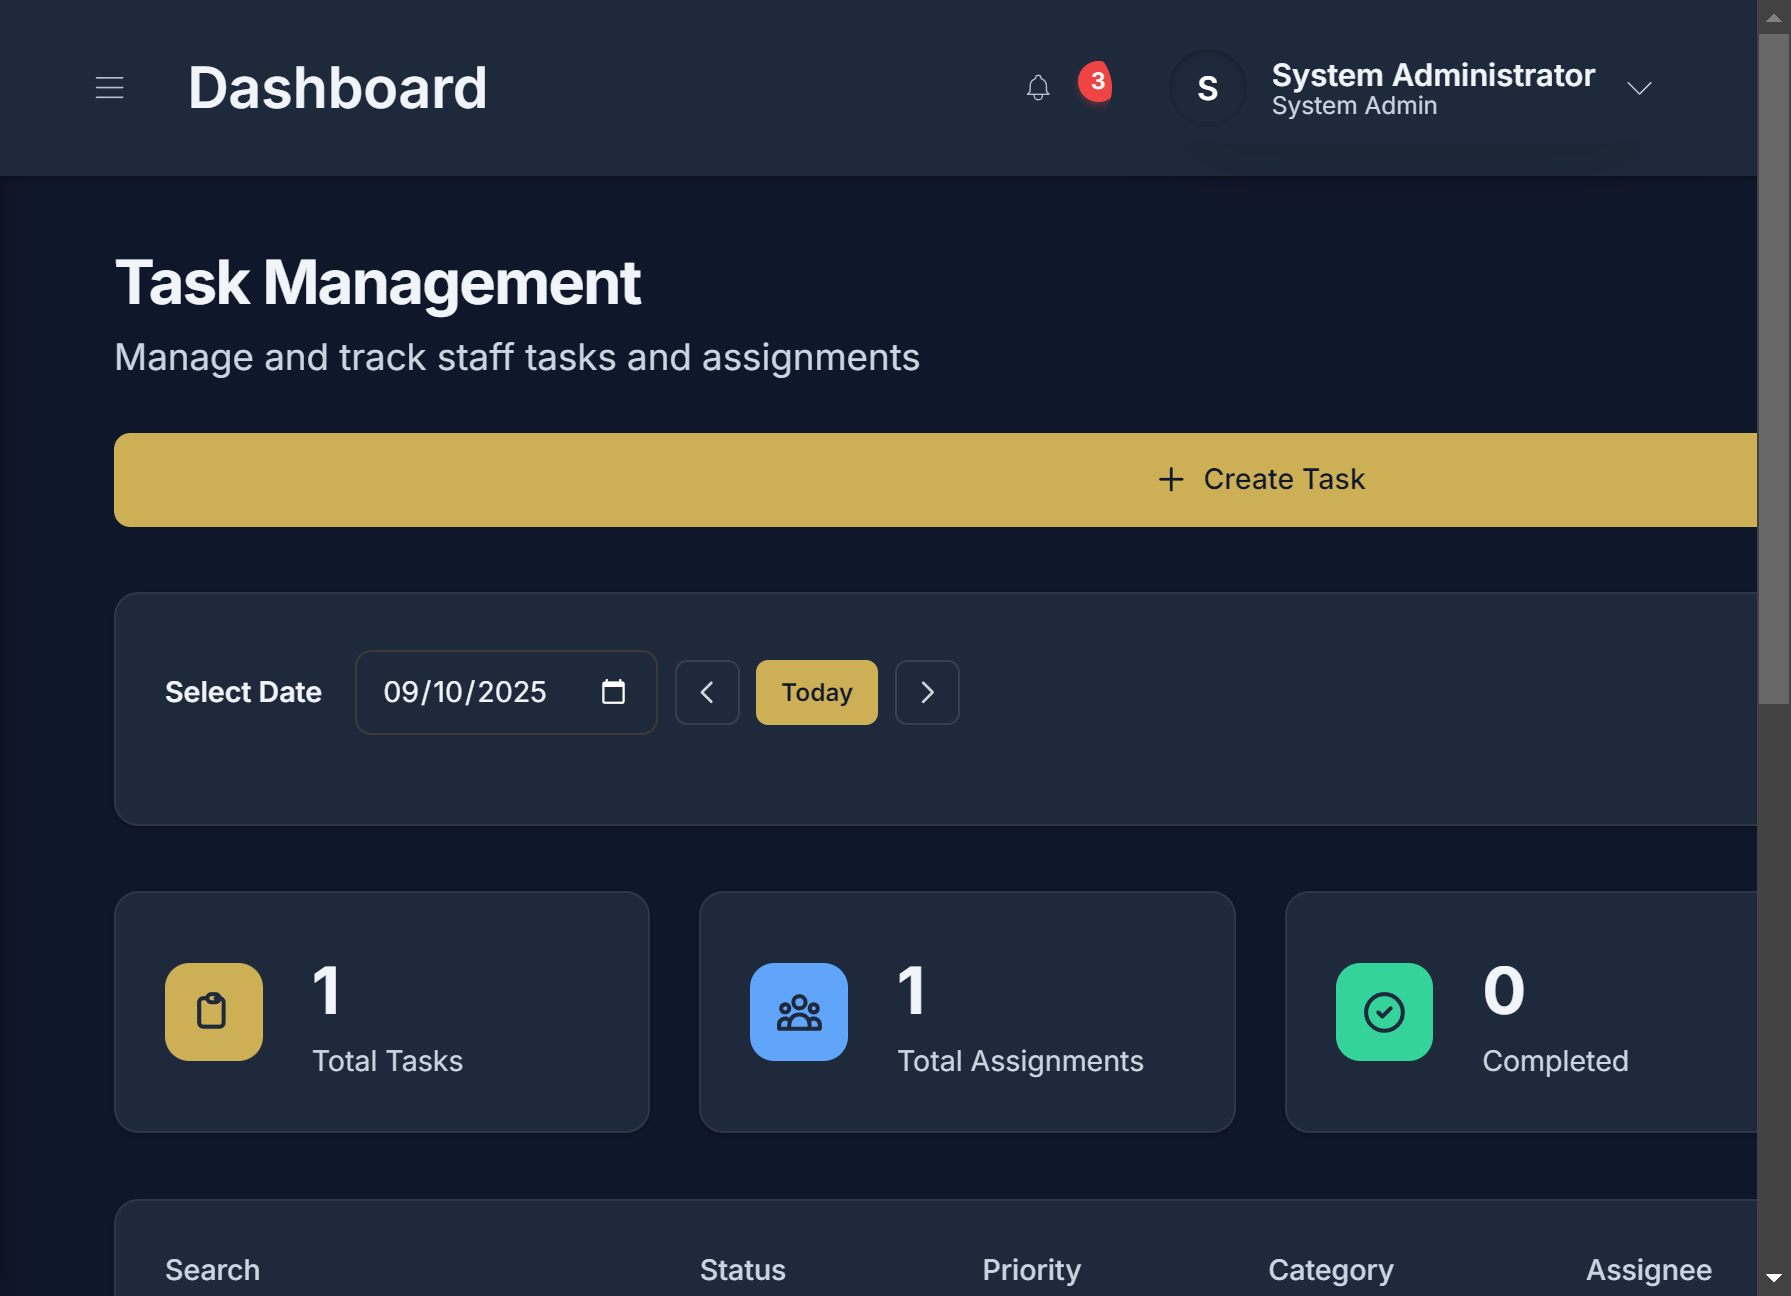 Dashboard
3
S
System Administrator
System Admin
Task Management
Manage and track staff tasks and assignments
Create Task
Select Date
09/10/2025
Today
1
Total Tasks
1
Total Assignments
0
Completed
Search
Status
Priority
Category
Assignee